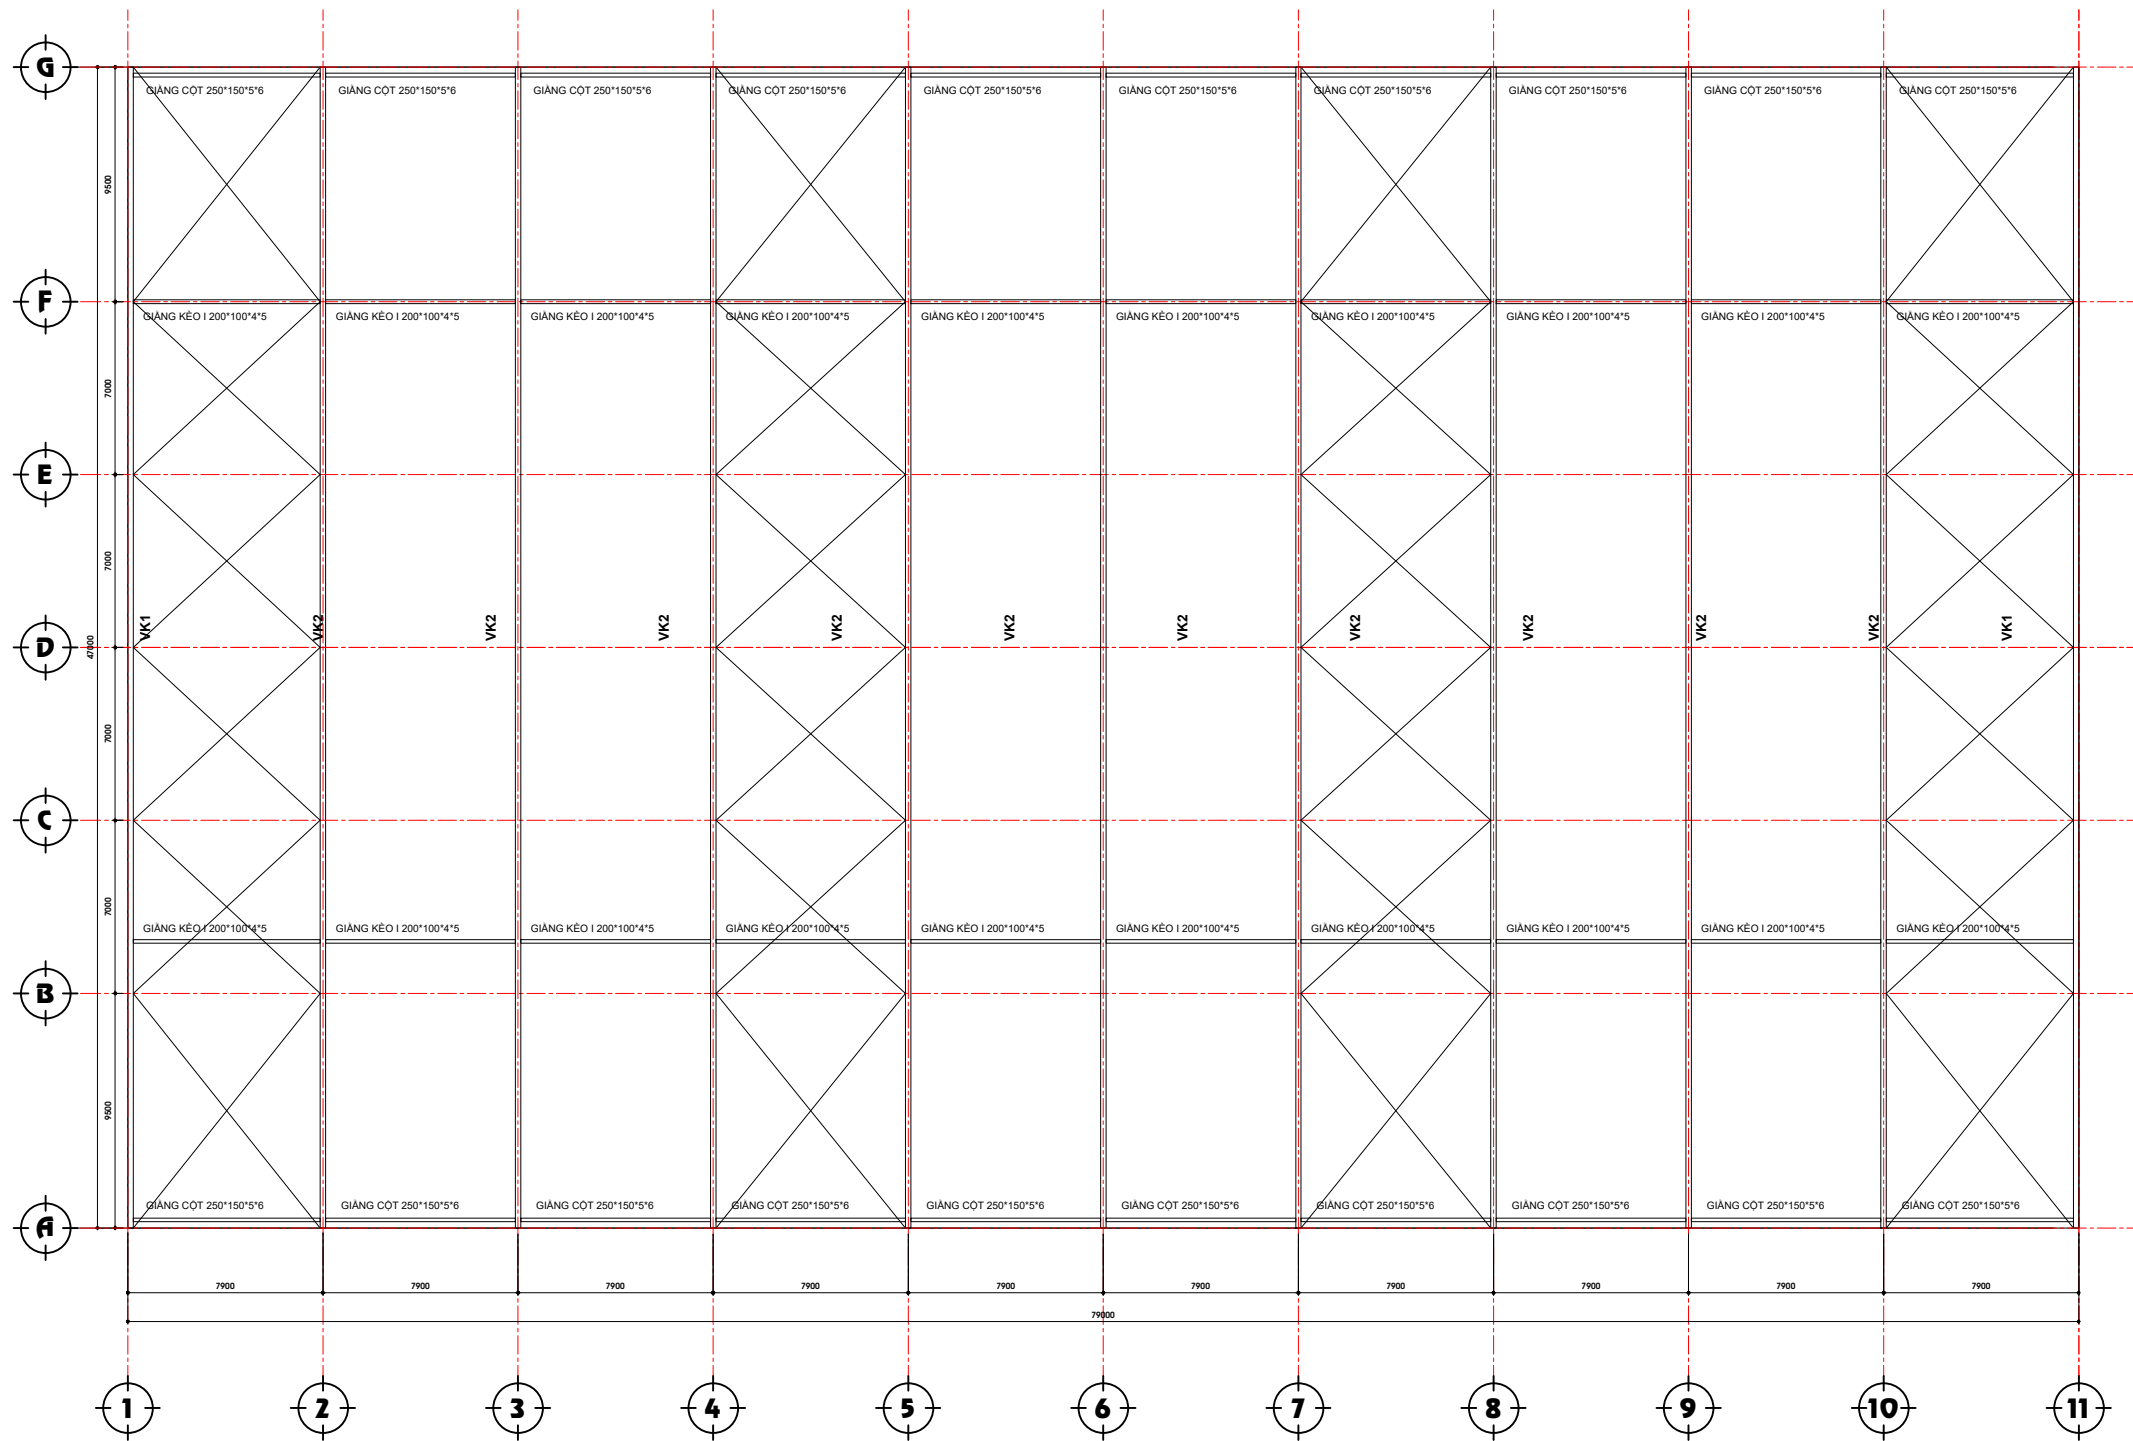 G
GIẰNG CỘT 250*150*5*6 GIẰNG CỘT 250*150*5*6 GIẰNG CỘT 250*150*5*6 GIẰNG CỘT 250*150*5*6 GIẰNG CỘT 250*150*5*6 GIẰNG CỘT 250*150*5*6 GIẰNG CỘT 250*150*5*6 GIẰNG CỘT 250*150*5*6 GIẰNG CỘT 250*150*5*6 GIẰNG CỘT 250*150*5*6
9500
F
GIẰNG KÈO I 200*100*4*5 GIẰNG KÈO I 200*100*4*5 GIẰNG KÈO I 200*100*4*5 GIẰNG KÈO I 200*100*4*5 GIẰNG KÈO I 200*100*4*5 GIẰNG KÈO I 200*100*4*5 GIẰNG KÈO I 200*100*4*5 GIẰNG KÈO I 200*100*4*5 GIẰNG KÈO I 200*100*4*5 GIẰNG KÈO I 200*100*4*5
7000
E
7000
VK1 VK2 VK2 VK2 VK2 VK2 VK2 VK2 VK2 VK2 VK2 VK1
D
47000
7000
C
7000
GIẰNG KÈO I 200*100*4*5 GIẰNG KÈO I 200*100*4*5 GIẰNG KÈO I 200*100*4*5 GIẰNG KÈO I 200*100*4*5 GIẰNG KÈO I 200*100*4*5 GIẰNG KÈO I 200*100*4*5 GIẰNG KÈO I 200*100*4*5 GIẰNG KÈO I 200*100*4*5 GIẰNG KÈO I 200*100*4*5 GIẰNG KÈO I 200*100*4*5
B
9500
GIẰNG CỘT 250*150*5*6 GIẰNG CỘT 250*150*5*6 GIẰNG CỘT 250*150*5*6 GIẰNG CỘT 250*150*5*6 GIẰNG CỘT 250*150*5*6 GIẰNG CỘT 250*150*5*6 GIẰNG CỘT 250*150*5*6 GIẰNG CỘT 250*150*5*6 GIẰNG CỘT 250*150*5*6 GIẰNG CỘT 250*150*5*6
A
7900 7900 7900 7900 7900 7900 7900 7900 7900 7900
79000
1 2 3 4 5 6 7 8 9 10 11